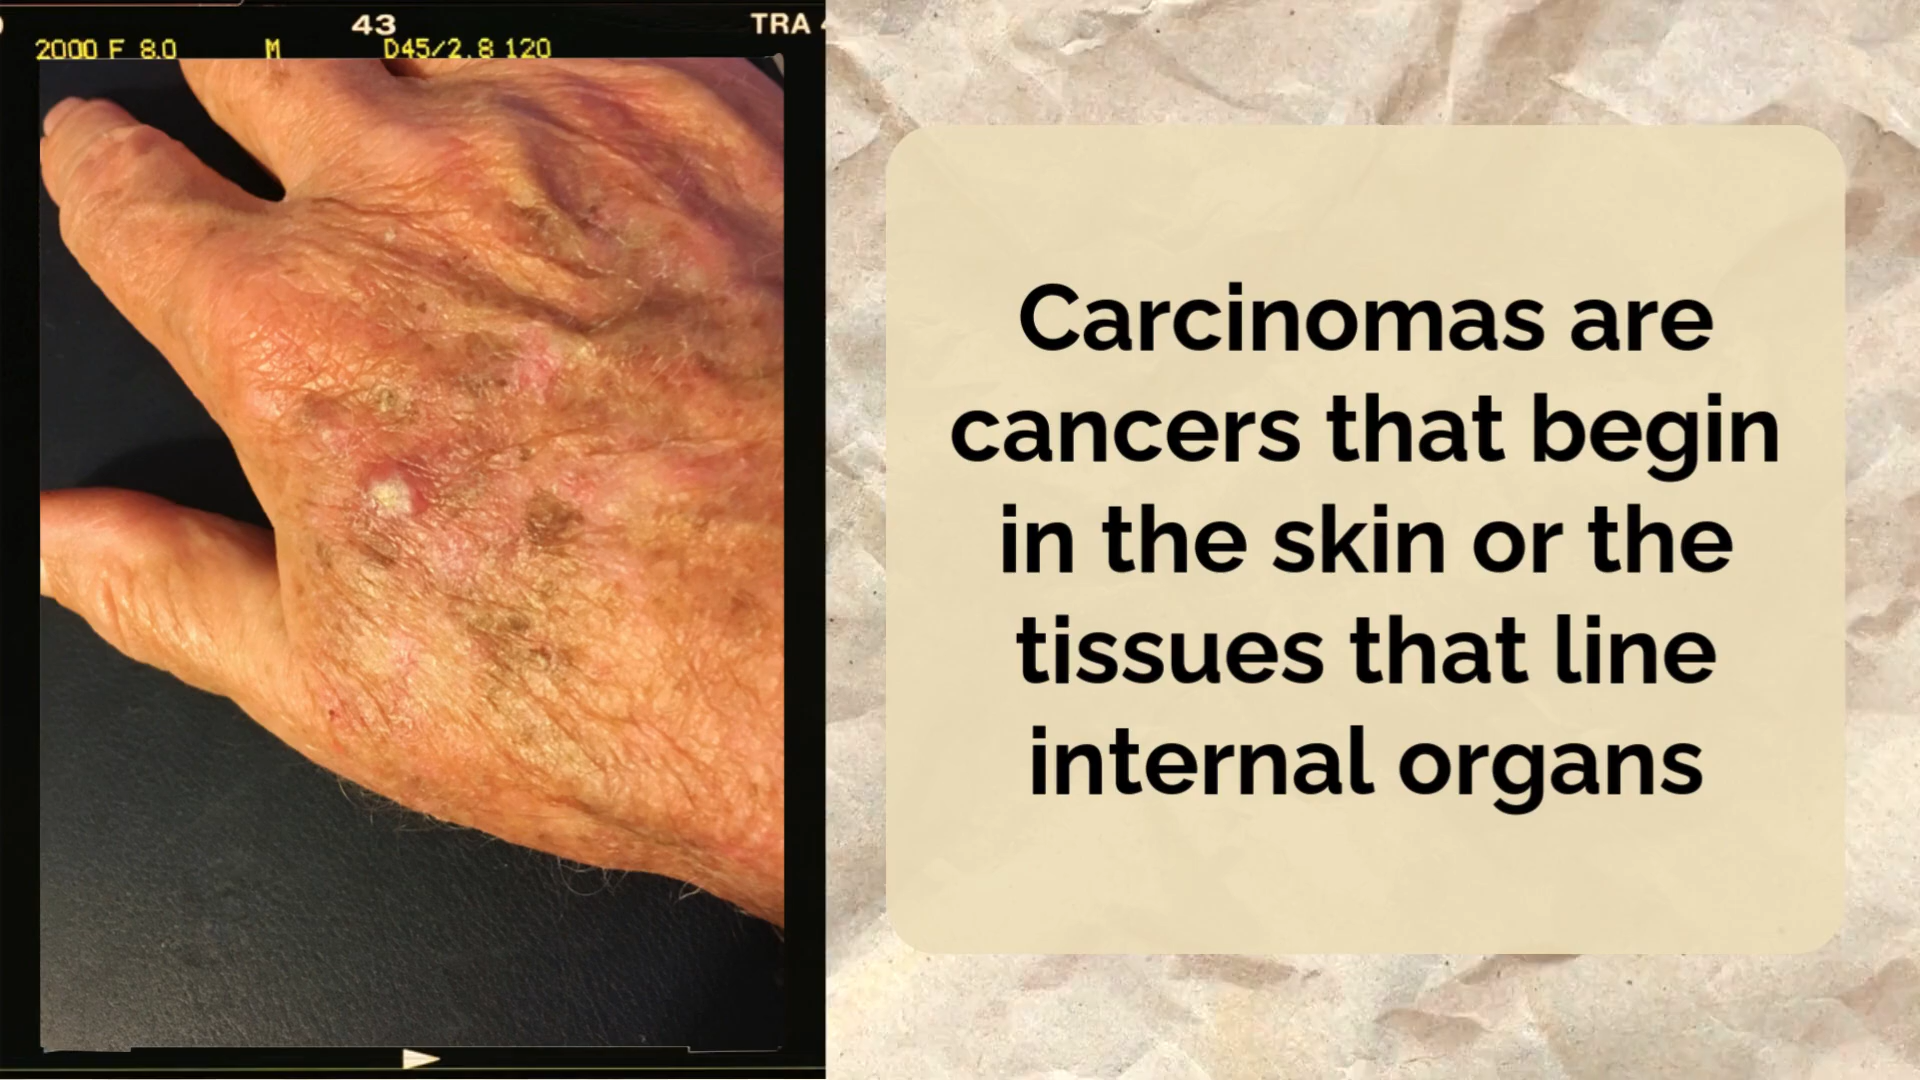 43
TRA
2000 F 8.0 M D45/2.8 120
Carcinomas are
cancers that begin
in the skin or the
tissues that line
internal organs